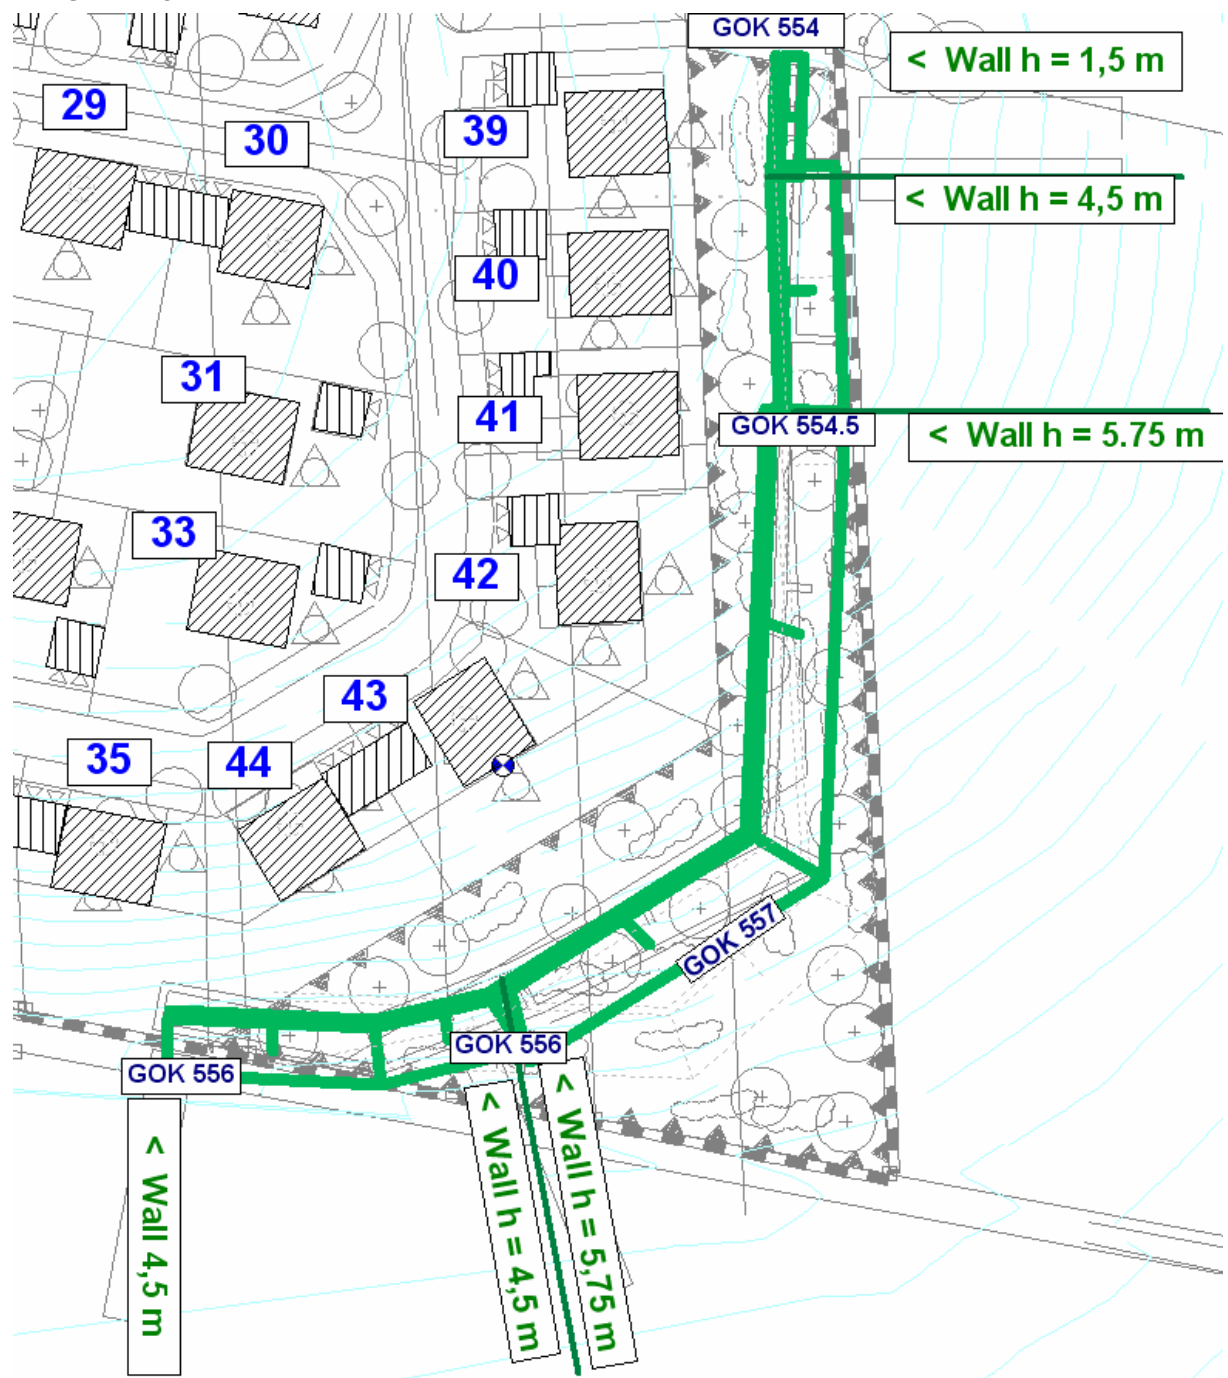 GOK 554
< Wall h = 1,5 m
29
30
39
< Wall h = 4,5 m
40
31
41
GOK 554.5
< Wall h = 5.75 m
33
42
43
35
44
GOK 557
GOK 556
GOK 556
< Wall 4,5 m
< Wall h = 4,5 m
< Wall h = 5,75 m